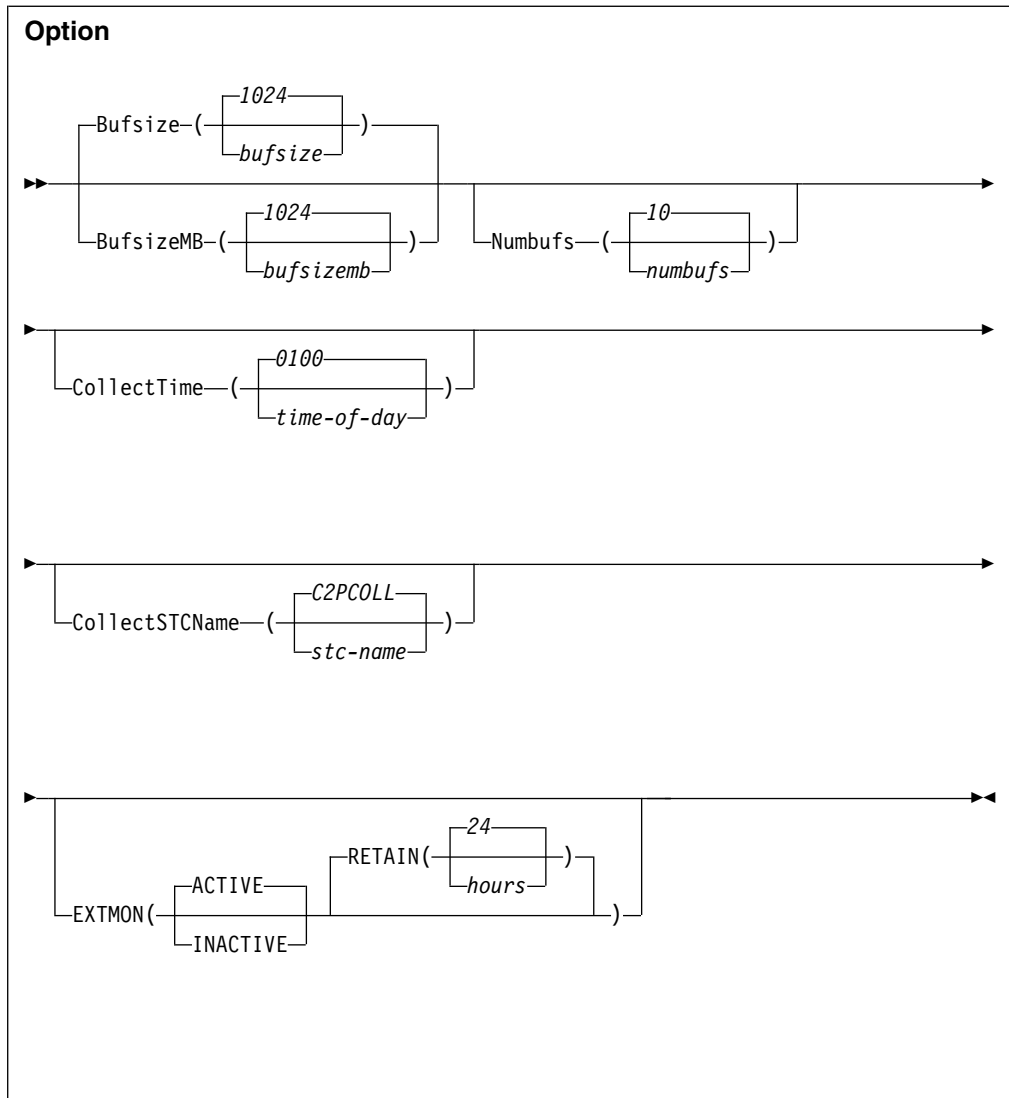 Option
1024
Bufsize ( )
bufsize
1024
BufsizeMB ( )
bufsizemb
10
Numbufs ( )
numbufs
0100
CollectTime ( )
time-of-day
C2PCOLL
CollectSTCName ( )
stc-name
24
RETAIN( )
hours
ACTIVE
EXTMON( )
INACTIVE